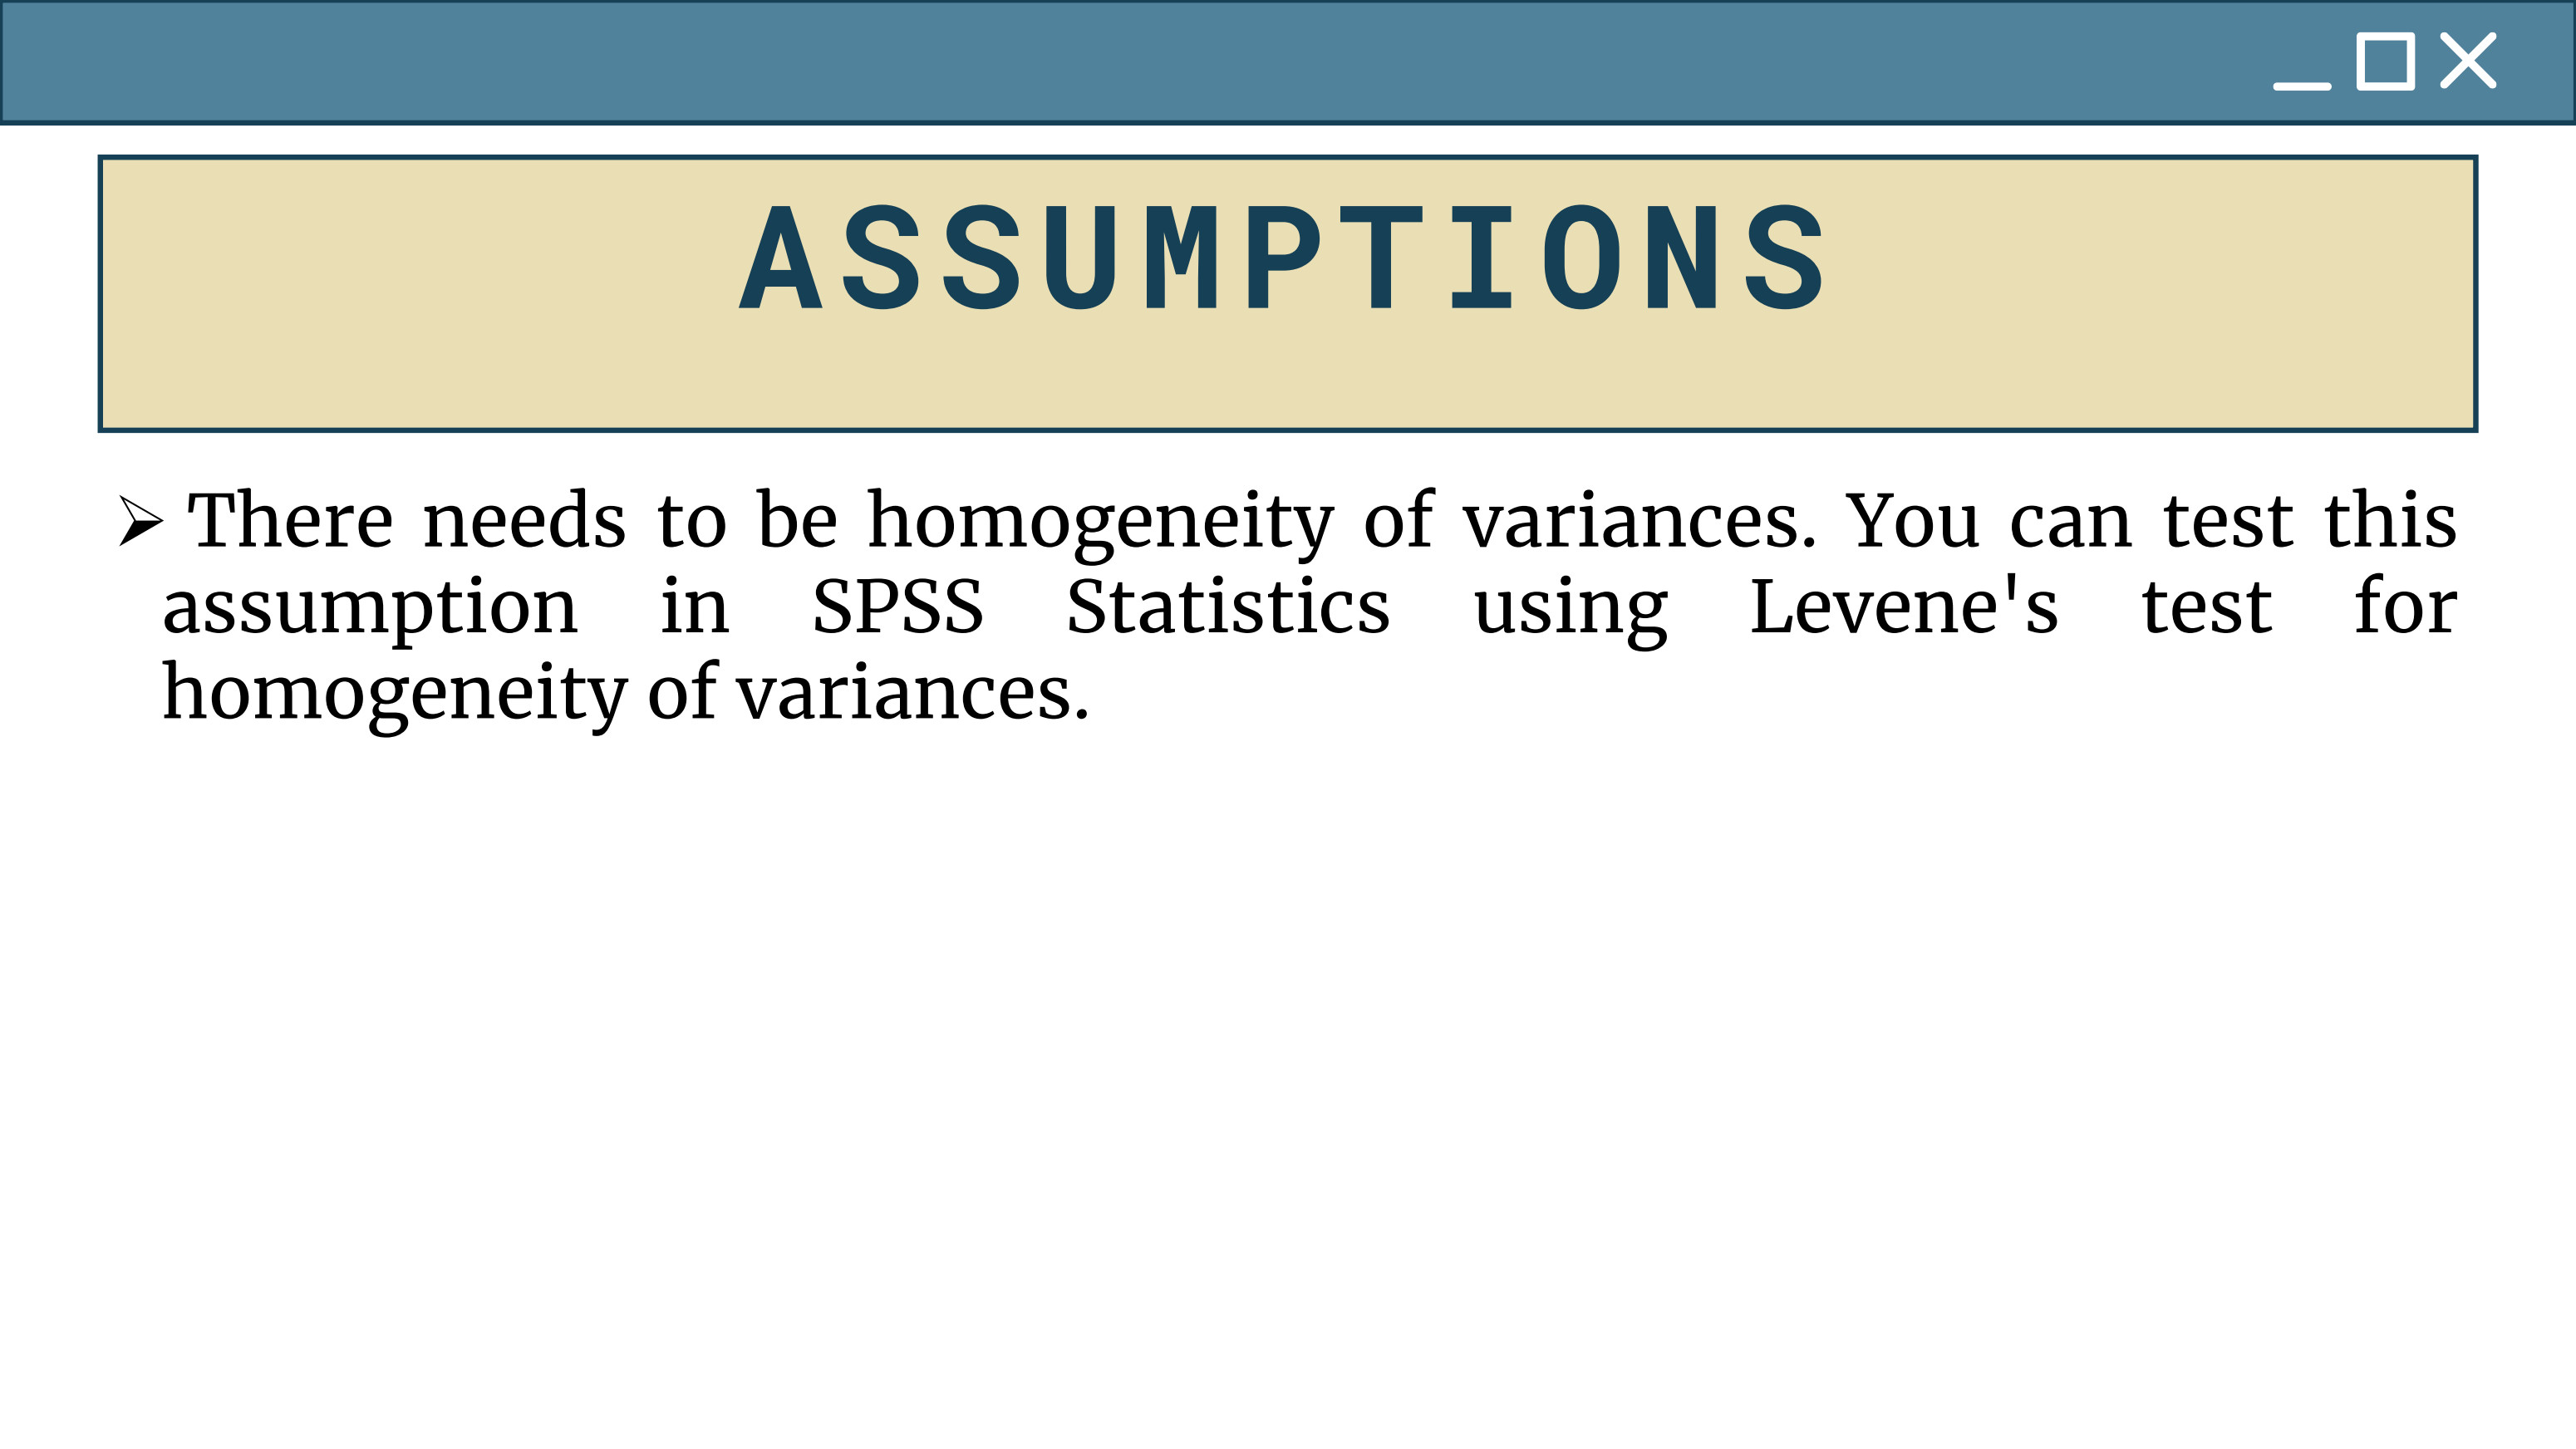 ASSUMPTIONS
➢ There needs to be homogeneity of variances. You can test this
assumption in SPSS Statistics using Levene's test for
homogeneity of variances.